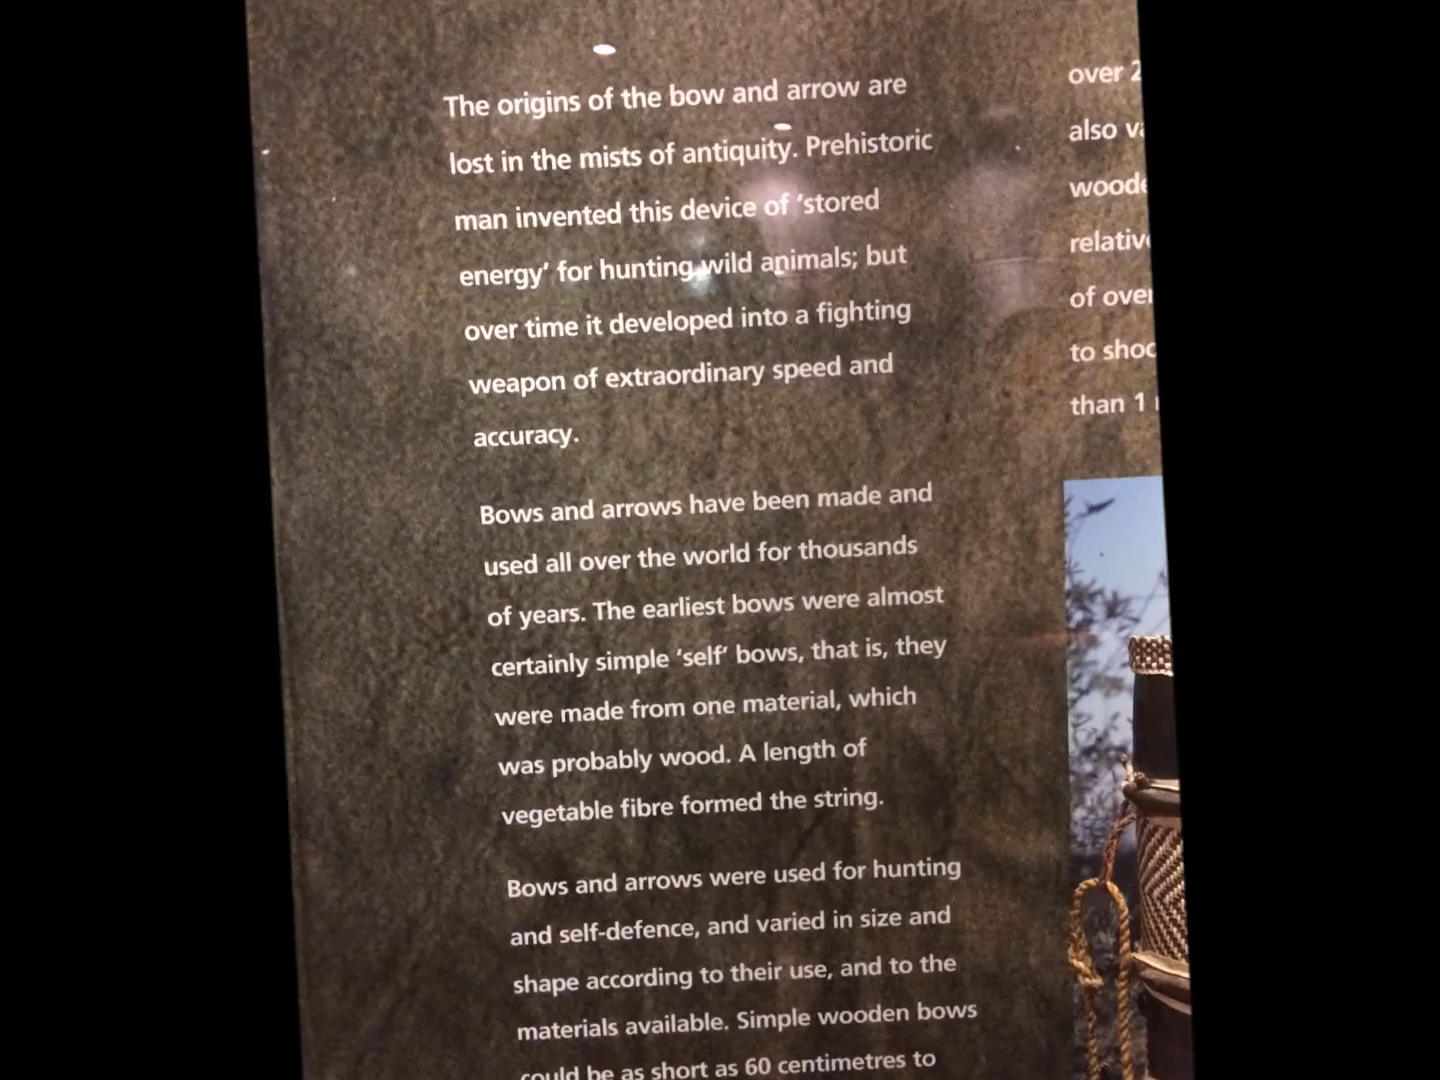 The origins of the bow and arrow are
lost in the mists of antiquity. Prehistoric
man invented this device of ‘stored
energy’ for hunting wild animals; but
over time it developed into a fighting
weapon of extraordinary speed and
accuracy.
Bows and arrows have been made and
used all over the world for thousands
of years. The earliest bows were almost
certainly simple ‘self’ bows, that is, they
were made from one material, which
was probably wood. A length of
vegetable fibre formed the string.
Bows and arrows were used for hunting
and self-defence, and varied in size and
shape according to their use, and to the
materials available. Simple wooden bows
could be as short as 60 centimetres to
over 2
also
of
to
than 1